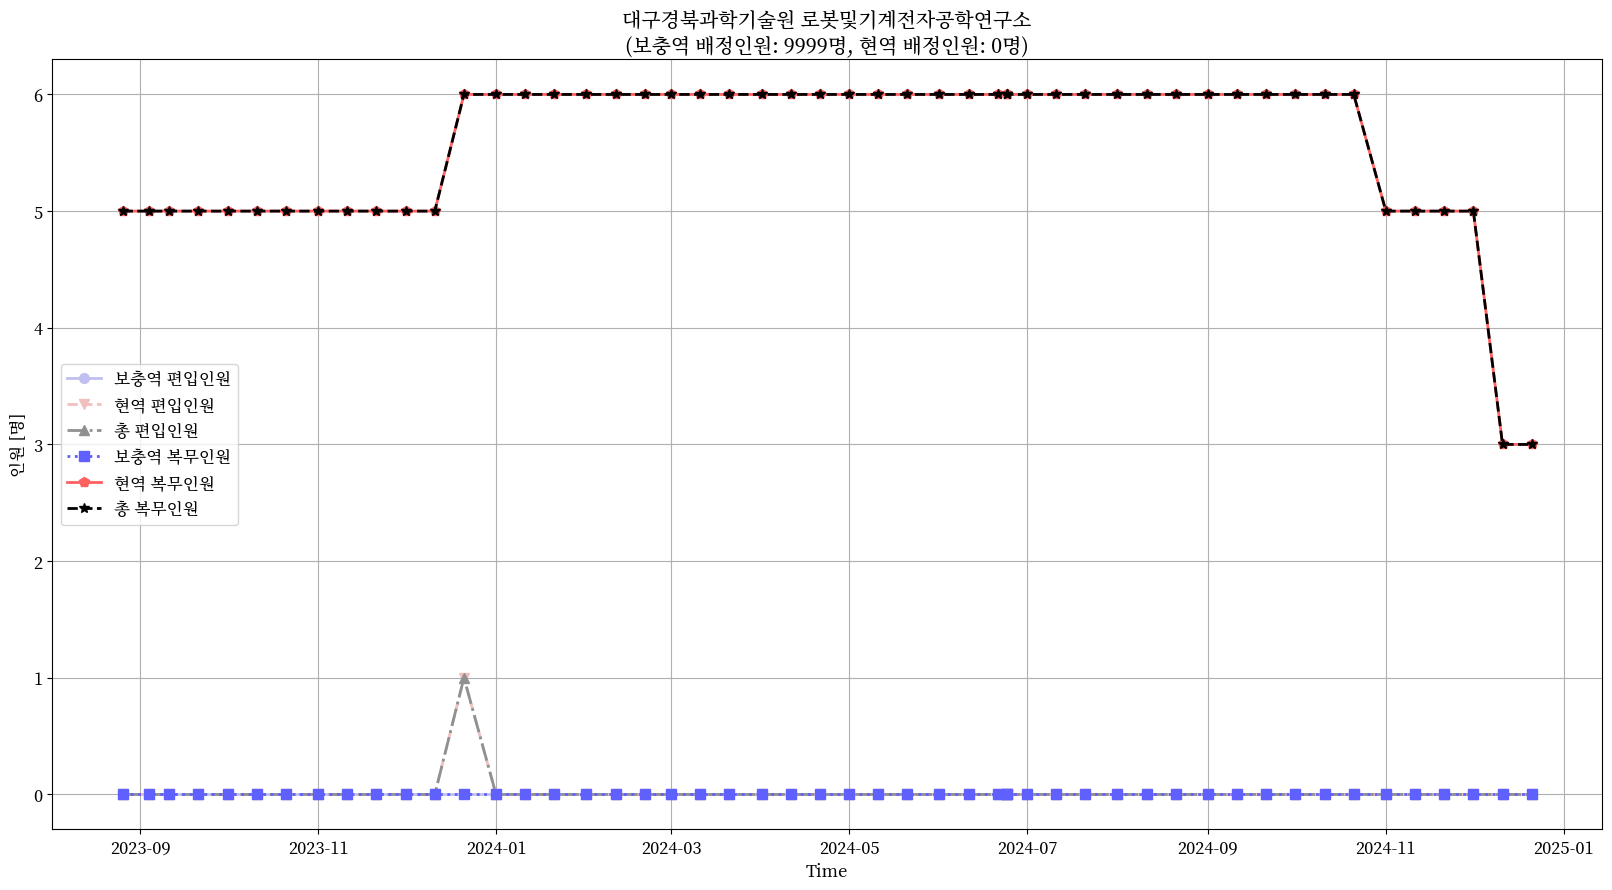 대구경북과학기술원 로봇및기계전자공학연구소
(보충역 배정인원: 9999명, 현역 배정인원: 0명)
6
5
4
3
2
1
0
인원 [명]
보충역 편입인원
현역 편입인원
총 편입인원
보충역 복무인원
현역 복무인원
총 복무인원
2023-09 2023-11 2024-01 2024-03 2024-05 2024-07 2024-09 2024-11 2025-01
Time